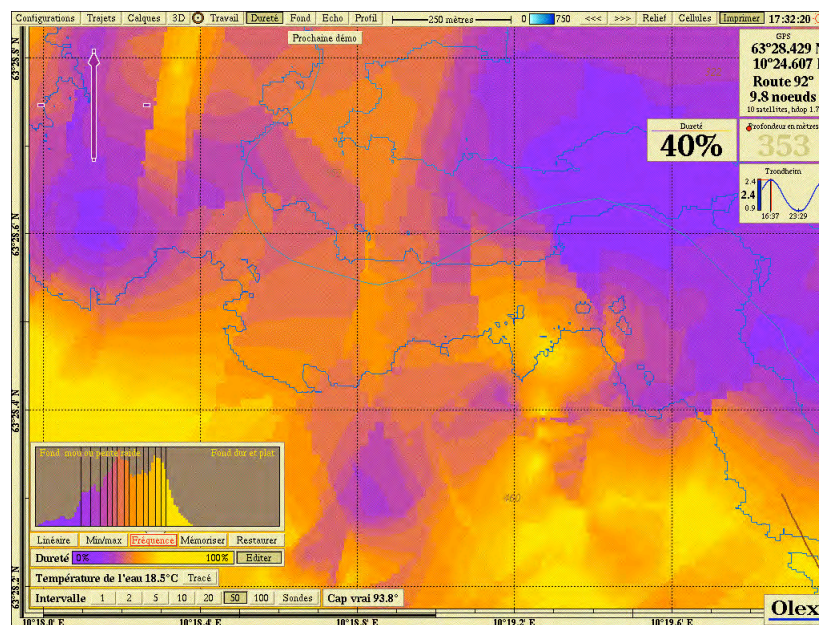 Configurations Trajets Calques 3D Travail Dureté Fond Echo Profil 250 mètres 0 750 <<< >>> Relief Cellules Imprimer 17:32:20
Prochaine démo
GPS
63°28.429 N
10°24.607
Route 92°
9.8 noeuds
10 satellites, hdop 1.7
Dureté
40%
Profondeur en mètres
353
Trondheim
2.4
2.4
0.9
16:37 23:29
63°28.8' N
63°28.6' N
63°28.4' N
63°28.2' N
460
Fond mou ou pente raide Fond dur et plat
Linéaire Min/max Fréquence Mémoriser Restaurer
Dureté 0% 100% Editer
Température de l'eau 18.5°C Tracé
Intervalle 1 2 5 10 20 50 100 Sondes Cap vrai 93.8°
10°18.0' E 10°18.4' E 10°18.8' E 10°19.2' E 10°19.6' E
Olex